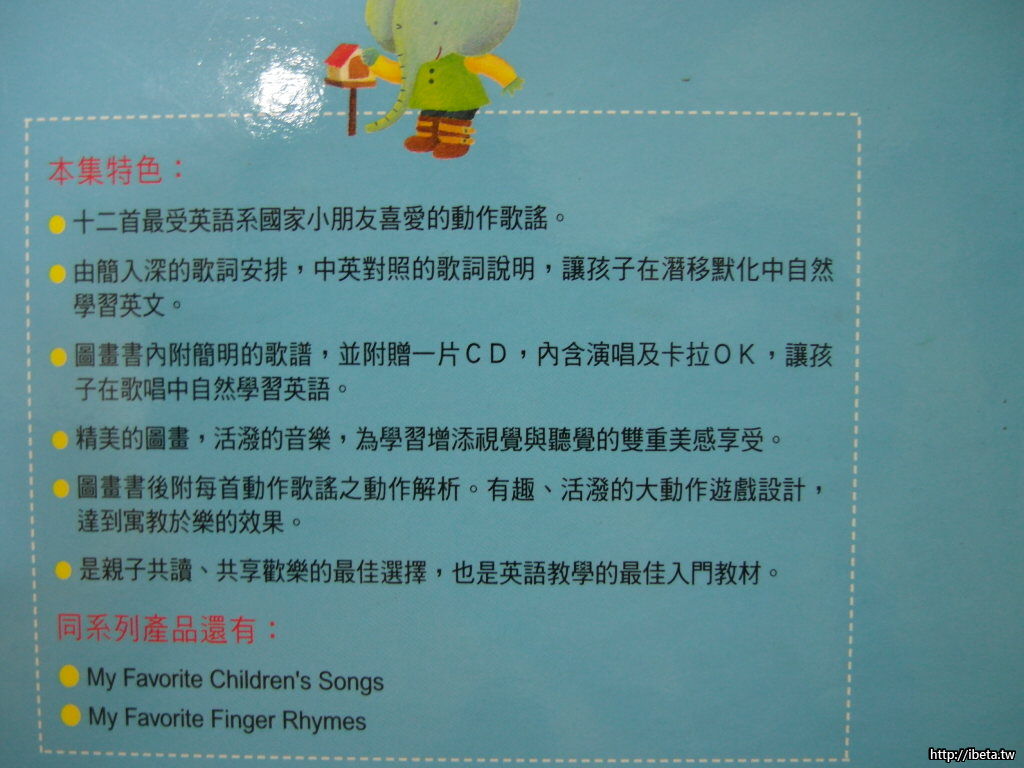 本集特色：
十二首最受英語系國家小朋友喜愛的動作歌謠。
由簡入深的歌詞安排，中英對照的歌詞說明，讓孩子在潛移默化中自然
學習英文。
圖畫書內附簡明的歌譜，並附贈一片ＣＤ，內含演唱及卡拉ＯＫ，讓孩
子在歌唱中自然學習英語。
精美的圖畫，活潑的音樂，為學習增添視覺與聽覺的雙重美感享受。
圖畫書後附每首動作歌謠之動作解析。有趣、活潑的大動作遊戲設計，
達到寓教於樂的效果。
是親子共讀、共享歡樂的最佳選擇，也是英語教學的最佳入門教材。
同系列產品還有：
My Favorite Children's Songs
My Favorite Finger Rhymes
http://ibeta.tw